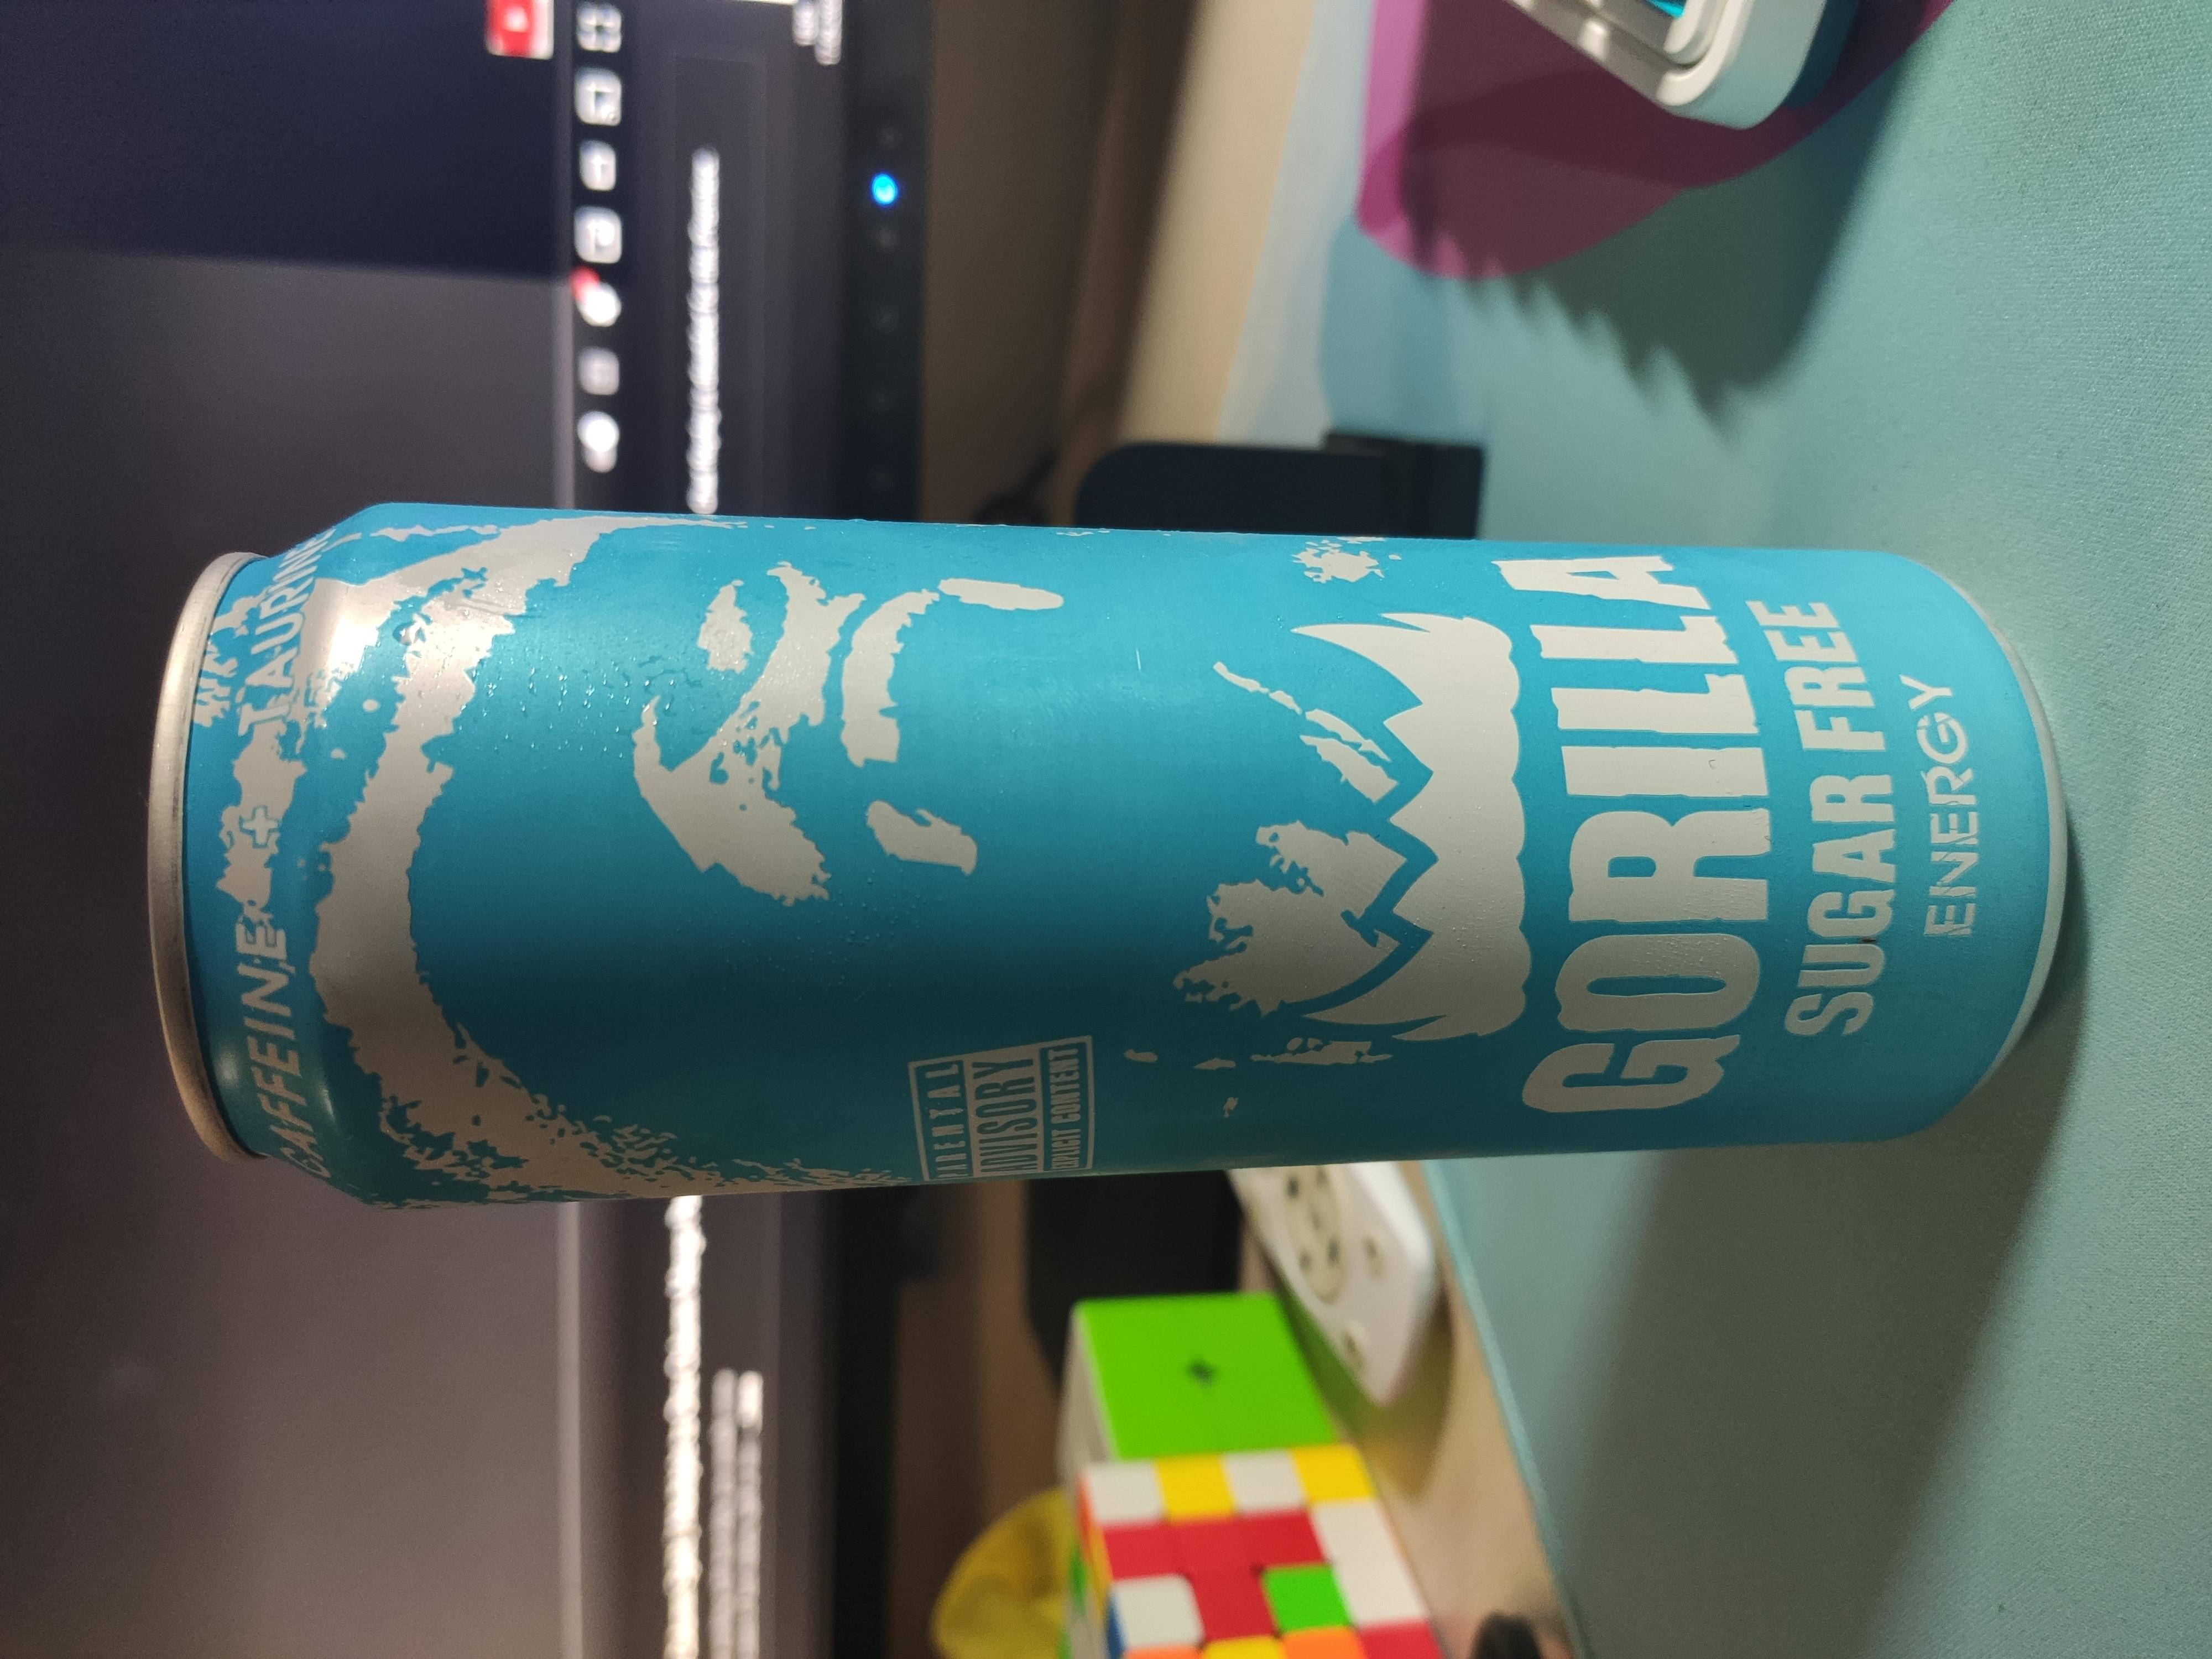 CAFFEINE + TAURINE
PARENTAL
ADVISORY
EXPLICIT CONTENT
GORILLA
SUGAR FREE
ENERGY